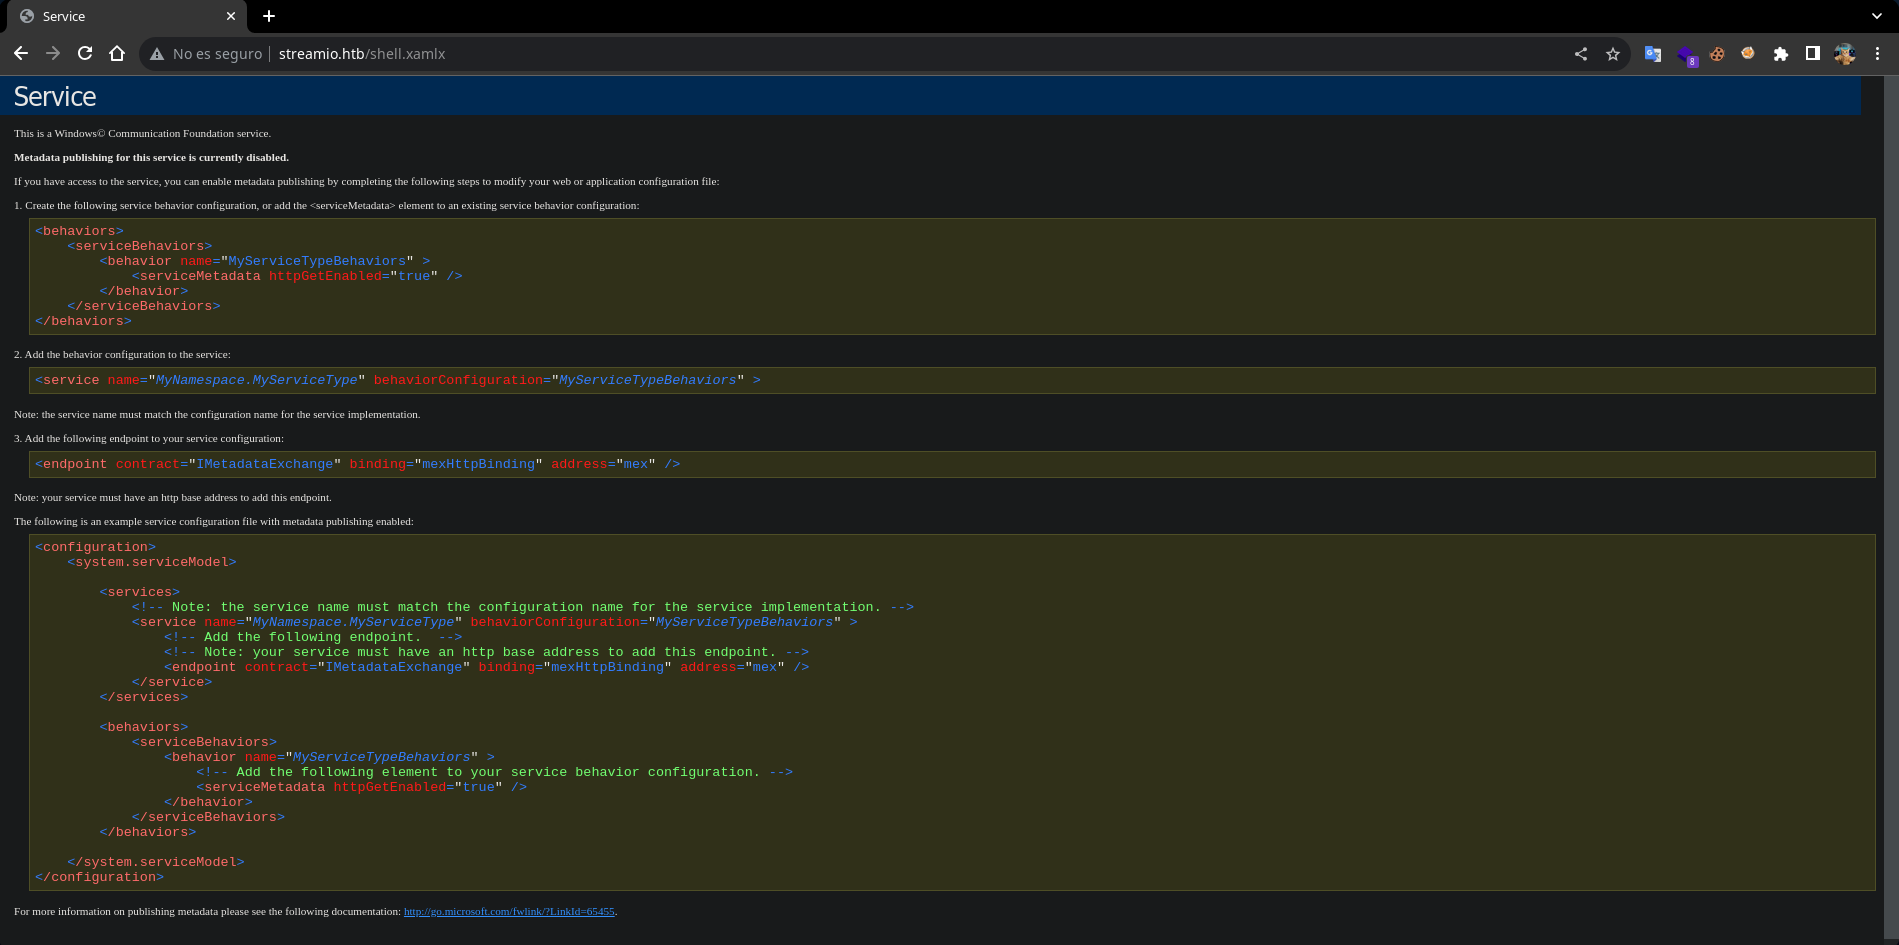 Service
No es seguro streamio.htb/shell.xamlx
8
Service
This is a Windows© Communication Foundation service.
Metadata publishing for this service is currently disabled.
If you have access to the service, you can enable metadata publishing by completing the following steps to modify your web or application configuration file:
1. Create the following service behavior configuration, or add the <serviceMetadata> element to an existing service behavior configuration:
<behaviors>
    <serviceBehaviors>
        <behavior name="MyServiceTypeBehaviors" >
            <serviceMetadata httpGetEnabled="true" />
        </behavior>
    </serviceBehaviors>
</behaviors>
2. Add the behavior configuration to the service:
<service name="MyNamespace.MyServiceType" behaviorConfiguration="MyServiceTypeBehaviors" >
Note: the service name must match the configuration name for the service implementation.
3. Add the following endpoint to your service configuration:
<endpoint contract="IMetadataExchange" binding="mexHttpBinding" address="mex" />
Note: your service must have an http base address to add this endpoint.
The following is an example service configuration file with metadata publishing enabled:
<configuration>
    <system.serviceModel>
        <services>
            <!-- Note: the service name must match the configuration name for the service implementation. -->
            <service name="MyNamespace.MyServiceType" behaviorConfiguration="MyServiceTypeBehaviors" >
                <!-- Add the following endpoint.  -->
                <!-- Note: your service must have an http base address to add this endpoint. -->
                <endpoint contract="IMetadataExchange" binding="mexHttpBinding" address="mex" />
            </service>
        </services>
        <behaviors>
            <serviceBehaviors>
                <behavior name="MyServiceTypeBehaviors" >
                    <!-- Add the following element to your service behavior configuration. -->
                    <serviceMetadata httpGetEnabled="true" />
                </behavior>
            </serviceBehaviors>
        </behaviors>
    </system.serviceModel>
</configuration>
For more information on publishing metadata please see the following documentation: http://go.microsoft.com/fwlink/?LinkId=65455.